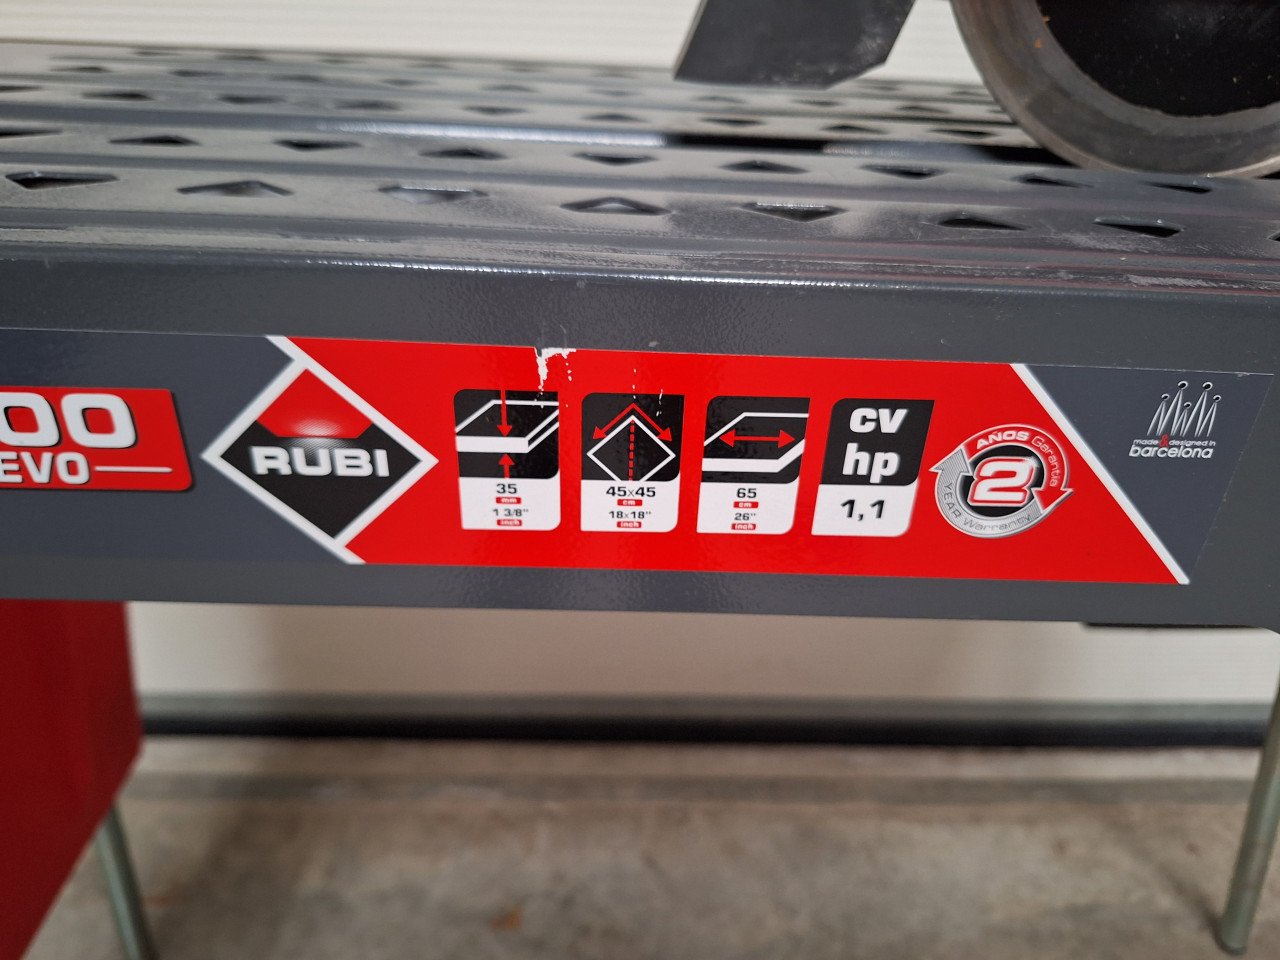 00
EVO
RUBI
35
mm
1 3/8"
inch
45x45
cm
18x18"
inch
65
cm
26"
inch
cv
hp
1,1
AÑOS Garantía
2
YEAR Warranty
made & designed in
barcelona